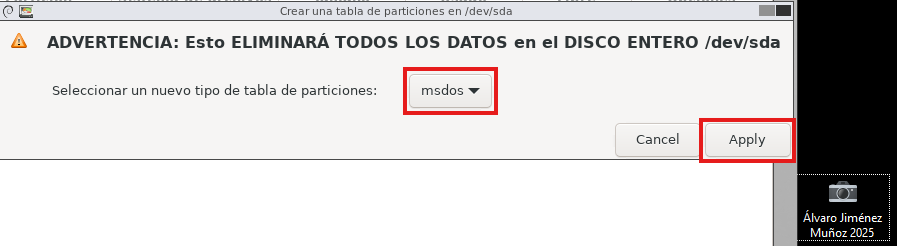 Crear una tabla de particiones en /dev/sda
ADVERTENCIA: Esto ELIMINARÁ TODOS LOS DATOS en el DISCO ENTERO /dev/sda
Seleccionar un nuevo tipo de tabla de particiones:
msdos
Cancel
Apply
Álvaro Jiménez
Muñoz 2025